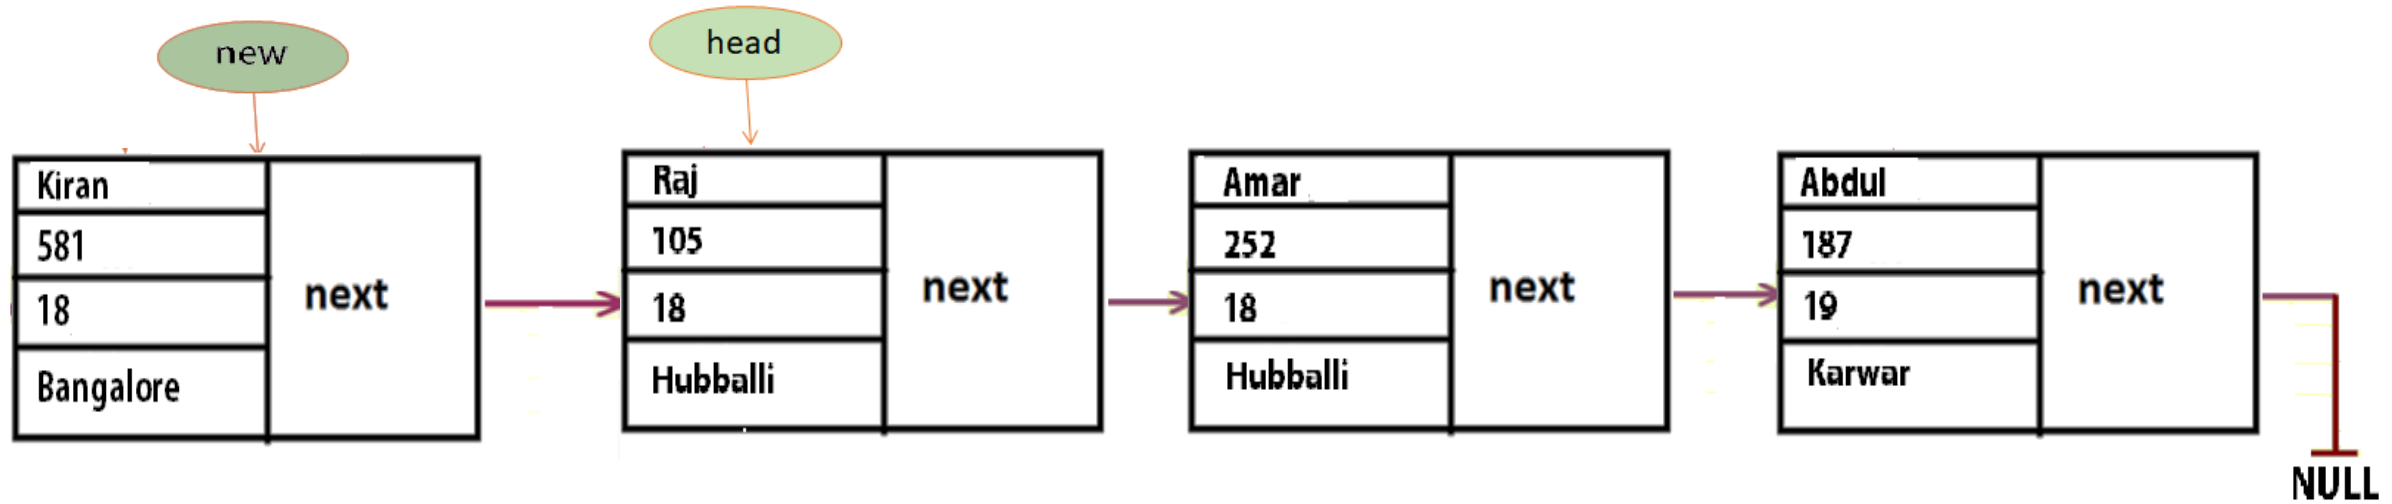 new
head
Kiran
581
18
Bangalore
next
Raj
105
18
Hubballi
next
Amar
252
18
Hubballi
next
Abdul
187
19
Karwar
next
NULL